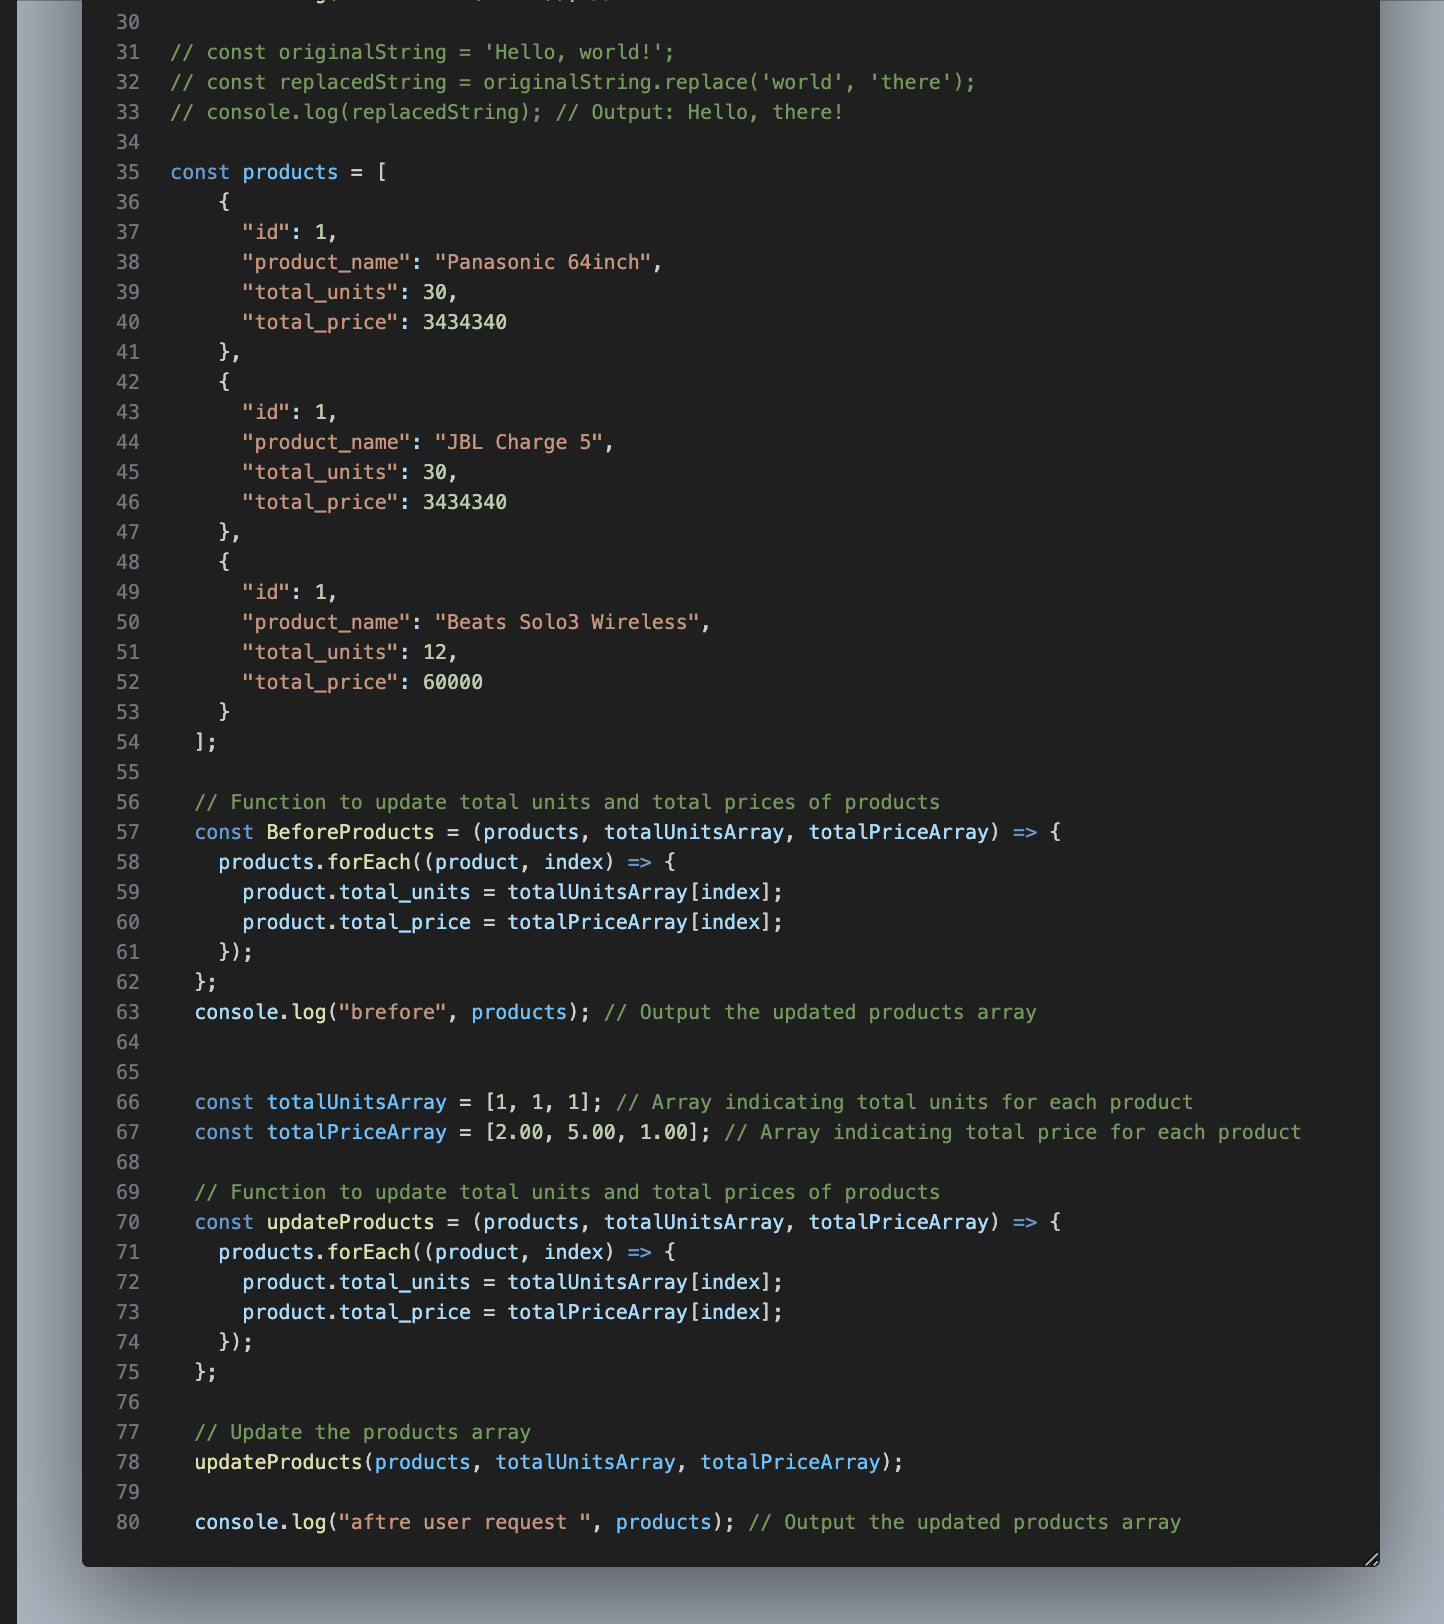 30
31 // const originalString = 'Hello, world!';
32 // const replacedString = originalString.replace('world', 'there');
33 // console.log(replacedString); // Output: Hello, there!
34
35 const products = [
36     {
37       "id": 1,
38       "product_name": "Panasonic 64inch",
39       "total_units": 30,
40       "total_price": 3434340
41     },
42     {
43       "id": 1,
44       "product_name": "JBL Charge 5",
45       "total_units": 30,
46       "total_price": 3434340
47     },
48     {
49       "id": 1,
50       "product_name": "Beats Solo3 Wireless",
51       "total_units": 12,
52       "total_price": 60000
53     }
54   ];
55
56   // Function to update total units and total prices of products
57   const BeforeProducts = (products, totalUnitsArray, totalPriceArray) => {
58     products.forEach((product, index) => {
59       product.total_units = totalUnitsArray[index];
60       product.total_price = totalPriceArray[index];
61     });
62   };
63   console.log("brefore", products); // Output the updated products array
64
65
66   const totalUnitsArray = [1, 1, 1]; // Array indicating total units for each product
67   const totalPriceArray = [2.00, 5.00, 1.00]; // Array indicating total price for each product
68
69   // Function to update total units and total prices of products
70   const updateProducts = (products, totalUnitsArray, totalPriceArray) => {
71     products.forEach((product, index) => {
72       product.total_units = totalUnitsArray[index];
73       product.total_price = totalPriceArray[index];
74     });
75   };
76
77   // Update the products array
78   updateProducts(products, totalUnitsArray, totalPriceArray);
79
80   console.log("aftre user request ", products); // Output the updated products array